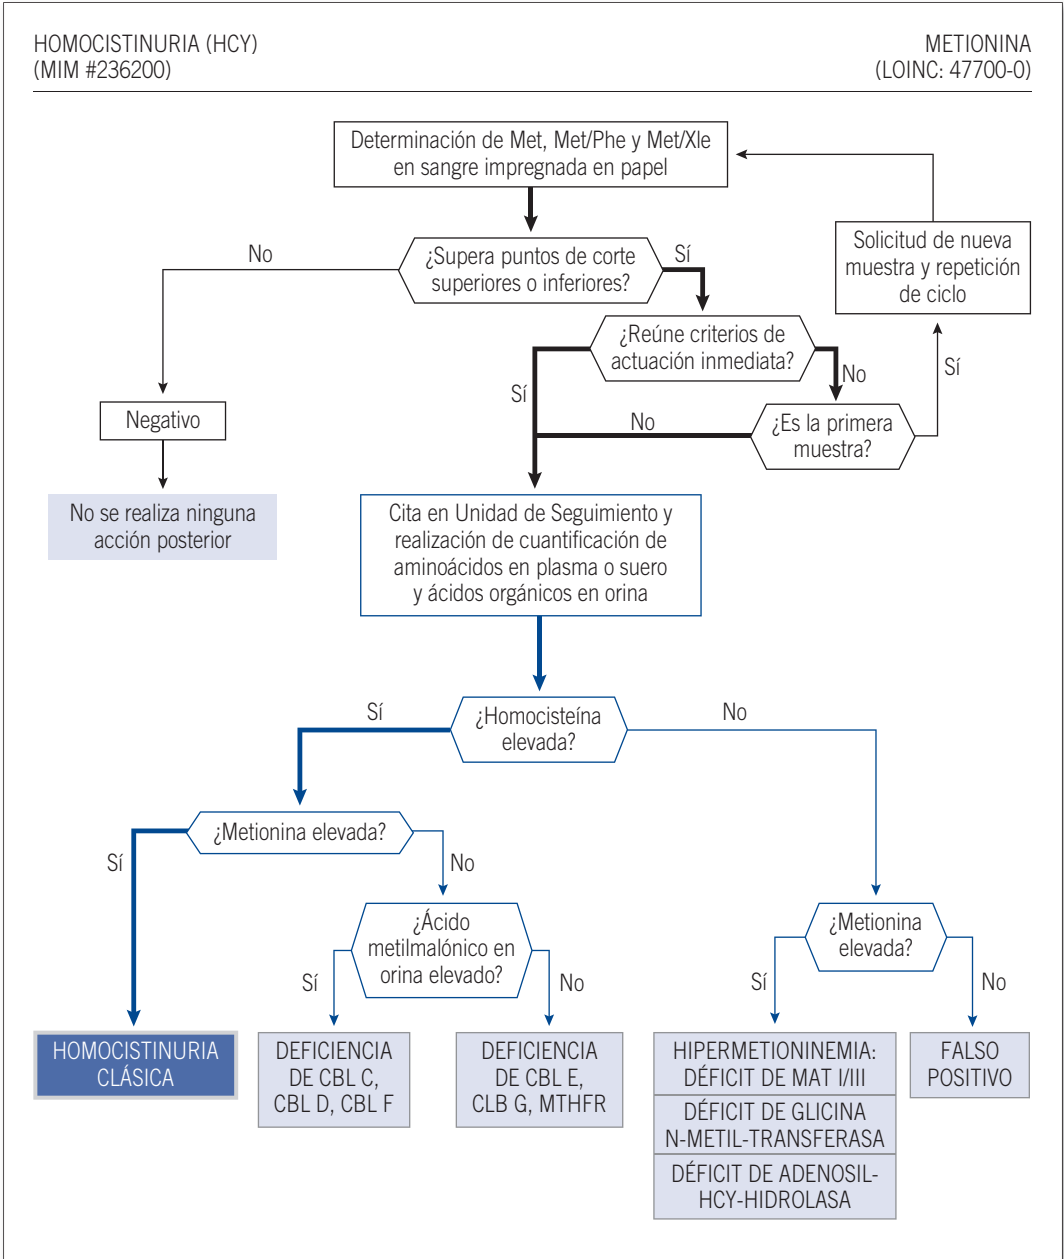 HOMOCISTINURIA (HCY)
(MIM #236200)
METIONINA
(LOINC: 47700-0)
Determinación de Met, Met/Phe y Met/Xle
en sangre impregnada en papel
Solicitud de nueva
muestra y repetición
de ciclo
No
¿Supera puntos de corte
superiores o inferiores?
Sí
¿Reúne criterios de
actuación inmediata?
Sí
No
Sí
Negativo
No
¿Es la primera
muestra?
No se realiza ninguna
acción posterior
Cita en Unidad de Seguimiento y
realización de cuantificación de
aminoácidos en plasma o suero
y ácidos orgánicos en orina
Sí
¿Homocisteína
elevada?
No
¿Metionina elevada?
Sí
No
¿Ácido
metilmalónico en
orina elevado?
Sí
No
¿Metionina
elevada?
Sí
No
HOMOCISTINURIA
CLÁSICA
DEFICIENCIA
DE CBL C,
CBL D, CBL F
DEFICIENCIA
DE CBL E,
CLB G, MTHFR
HIPERMETIONINEMIA:
DÉFICIT DE MAT I/III
DÉFICIT DE GLICINA
N-METIL-TRANSFERASA
DÉFICIT DE ADENOSIL-
HCY-HIDROLASA
FALSO
POSITIVO